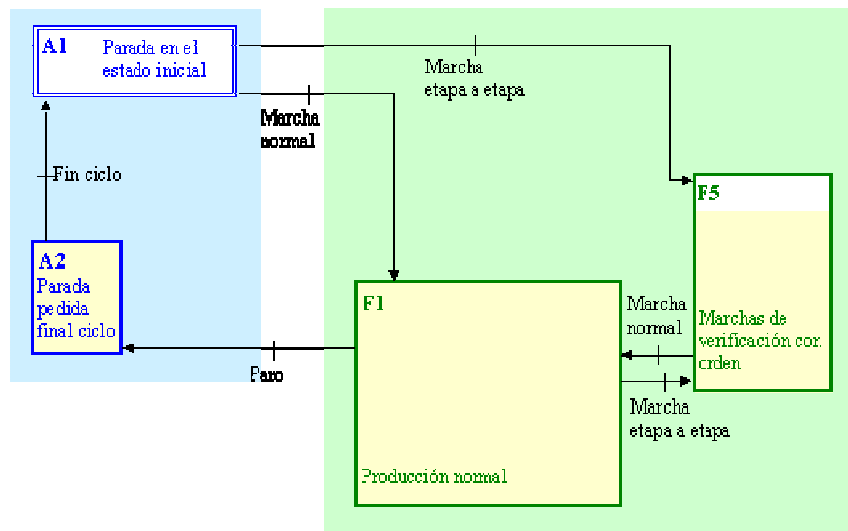 A1 Parada en el
estado inicial
Marcha
etapa a etapa
Marcha
normal
Fin ciclo
F5
A2
Parada
pedida
final ciclo
F1
Marcha
normal
Marchas de
verificación con
orden
Paro
Marcha
etapa a etapa
Producción normal